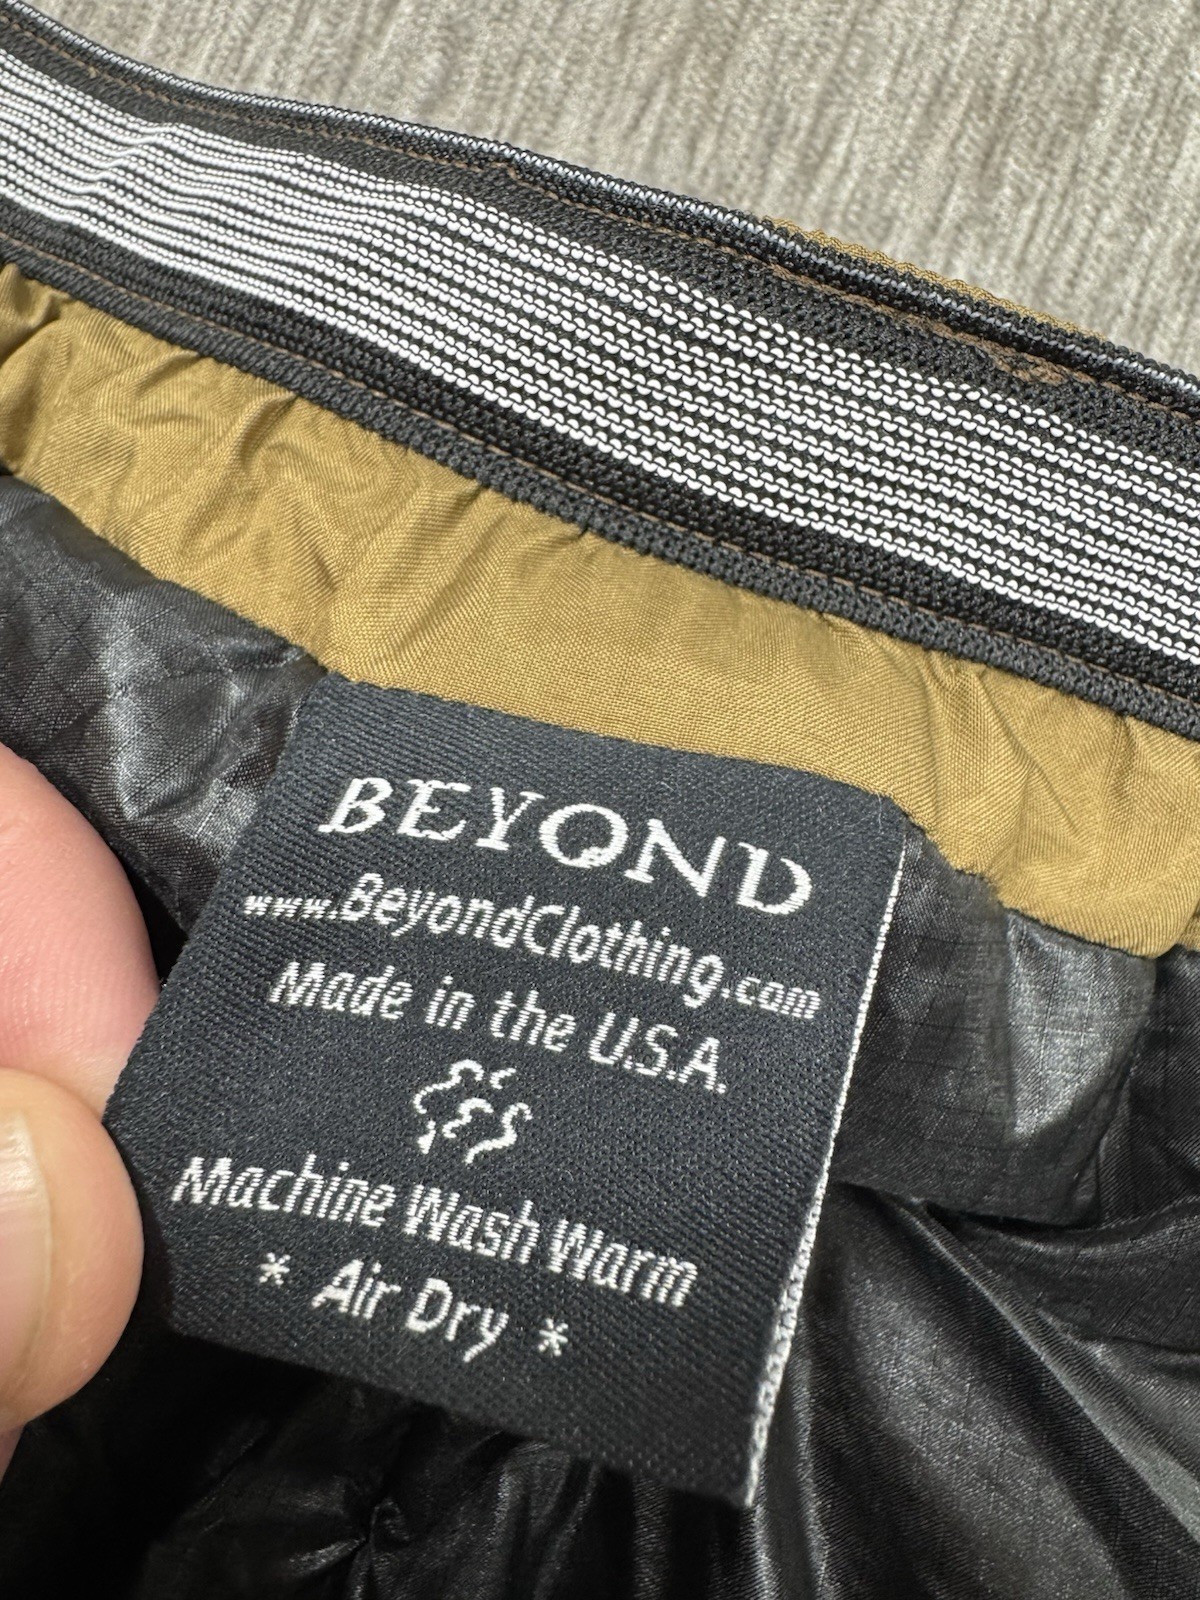 BEYOND
www.BeyondClothing.com
Made in the U.S.A.
Machine Wash Warm
* Air Dry *